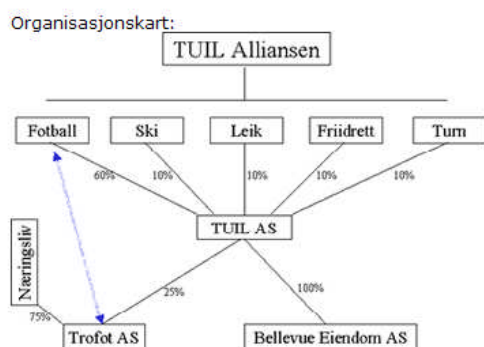 Organisasjonskart:
TUIL Alliansen
Fotball Ski Leik Friidrett Turn
60% 10% 10% 10% 10%
TUIL AS
Næringsliv
25% 100%
75%
Trofot AS Bellevue Eiendom AS